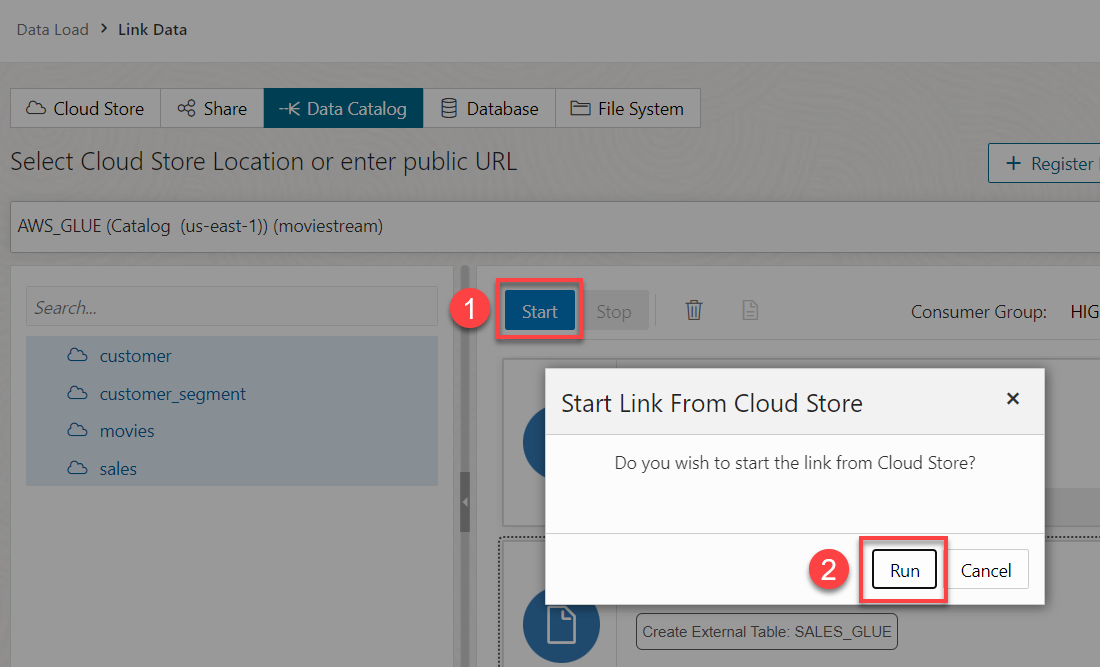 Data Load > Link Data
Cloud Store Share Data Catalog Database File System
Select Cloud Store Location or enter public URL
+ Register
AWS_GLUE (Catalog (us-east-1)) (moviestream)
Search...
customer
customer_segment
movies
sales
1 Start Stop Consumer Group: HIG
Start Link From Cloud Store ×
Do you wish to start the link from Cloud Store?
2 Run Cancel
Create External Table: SALES_GLUE